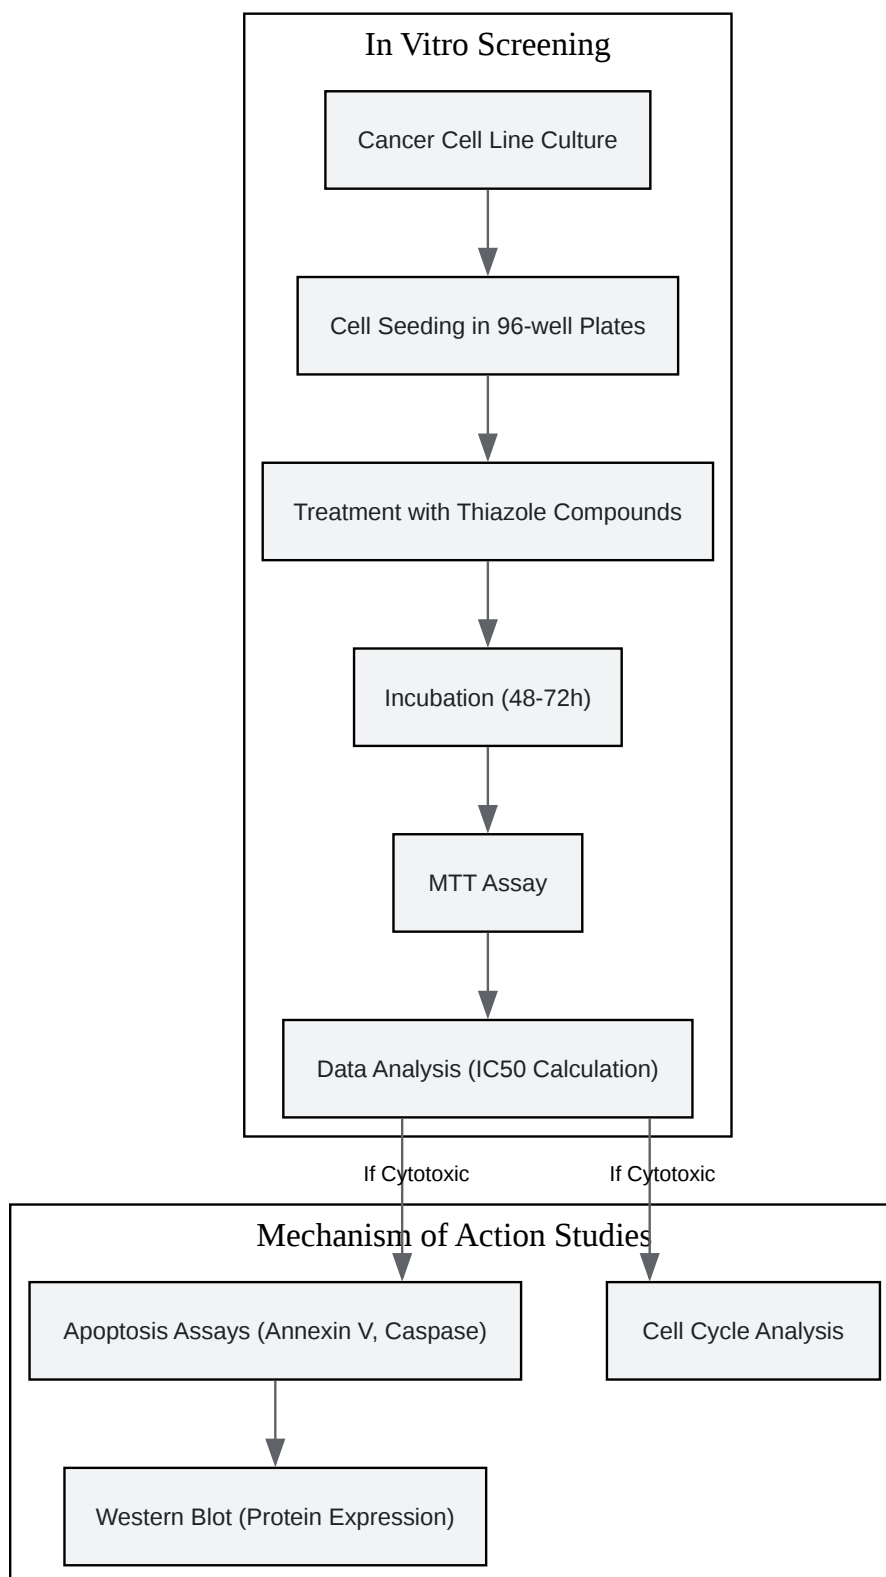 In Vitro Screening
Cancer Cell Line Culture
Cell Seeding in 96-well Plates
Treatment with Thiazole Compounds
Incubation (48-72h)
MTT Assay
Data Analysis (IC50 Calculation)
If Cytotoxic
If Cytotoxic
Mechanism of Action Studies
Apoptosis Assays (Annexin V, Caspase)
Cell Cycle Analysis
Western Blot (Protein Expression)